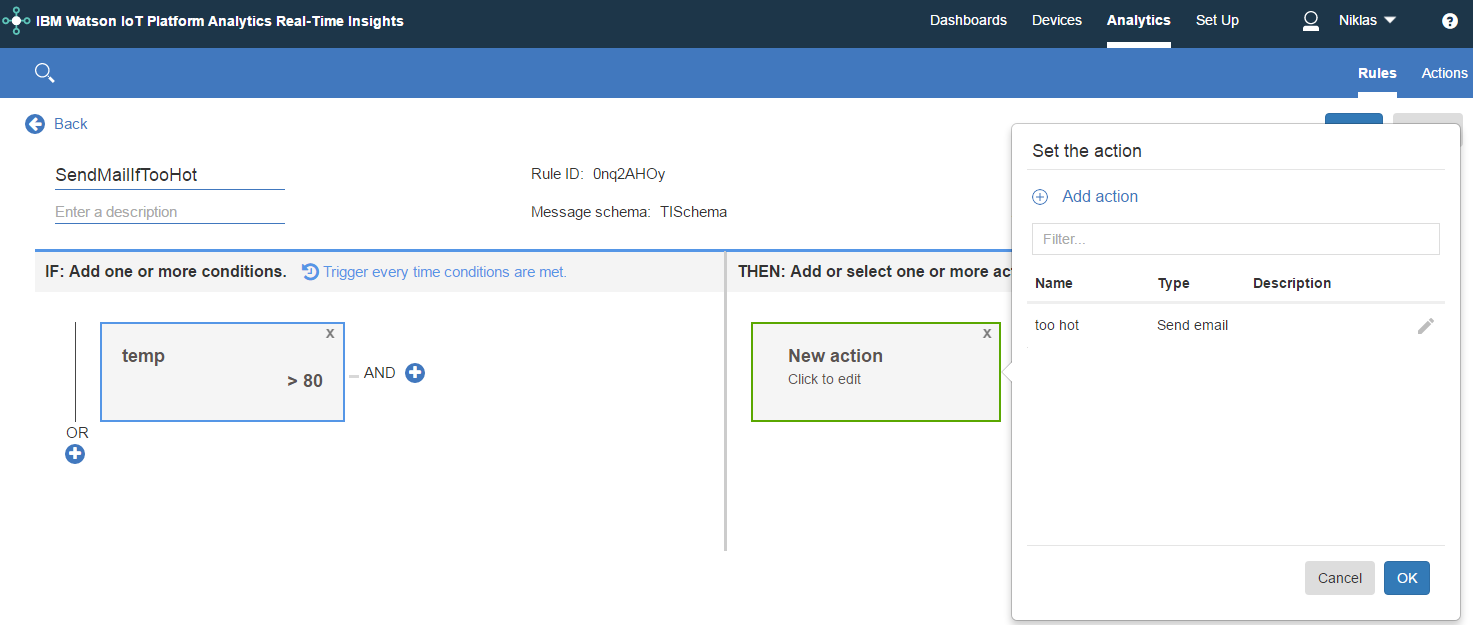 IBM Watson IoT Platform Analytics Real-Time Insights
Dashboards Devices Analytics Set Up Niklas ?
Rules Actions
Back
SendMailIfTooHot
Enter a description
Rule ID: 0nq2AHOy
Message schema: TISchema
IF: Add one or more conditions. Trigger every time conditions are met.
temp
> 80
x
AND
OR
THEN: Add or select one or more ac
New action
Click to edit
x
Set the action
Add action
Filter...
Name Type Description
too hot Send email
Cancel OK